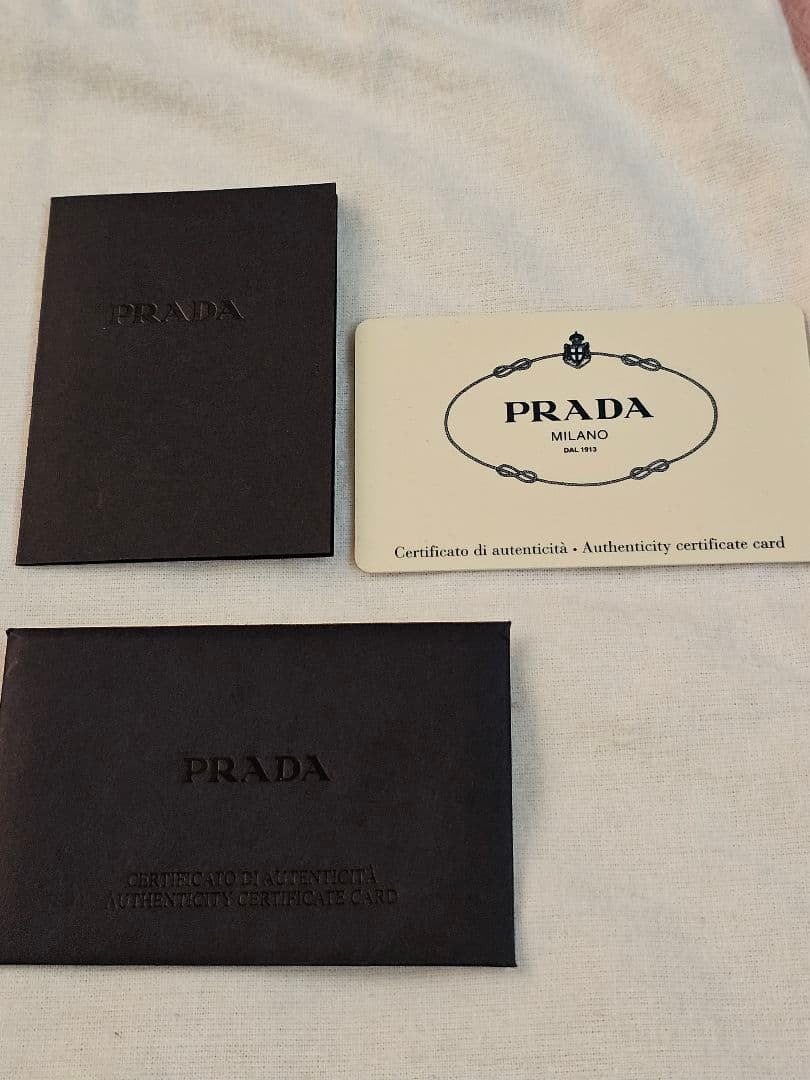 PRADA
PRADA
MILANO
DAL 1913
Certificato di autenticità • Authenticity certificate card
PRADA
CERTIFICATO DI AUTENTICITÀ
AUTHENTICITY CERTIFICATE CARD